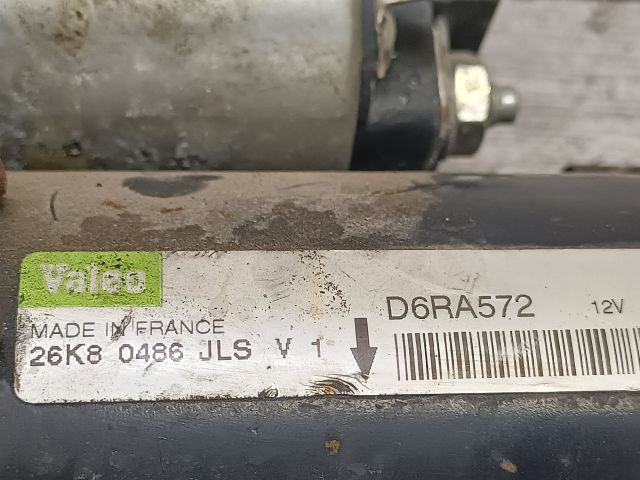 Valeo
MADE IN FRANCE
26K8 0486 JLS V 1
D6RA572 12V